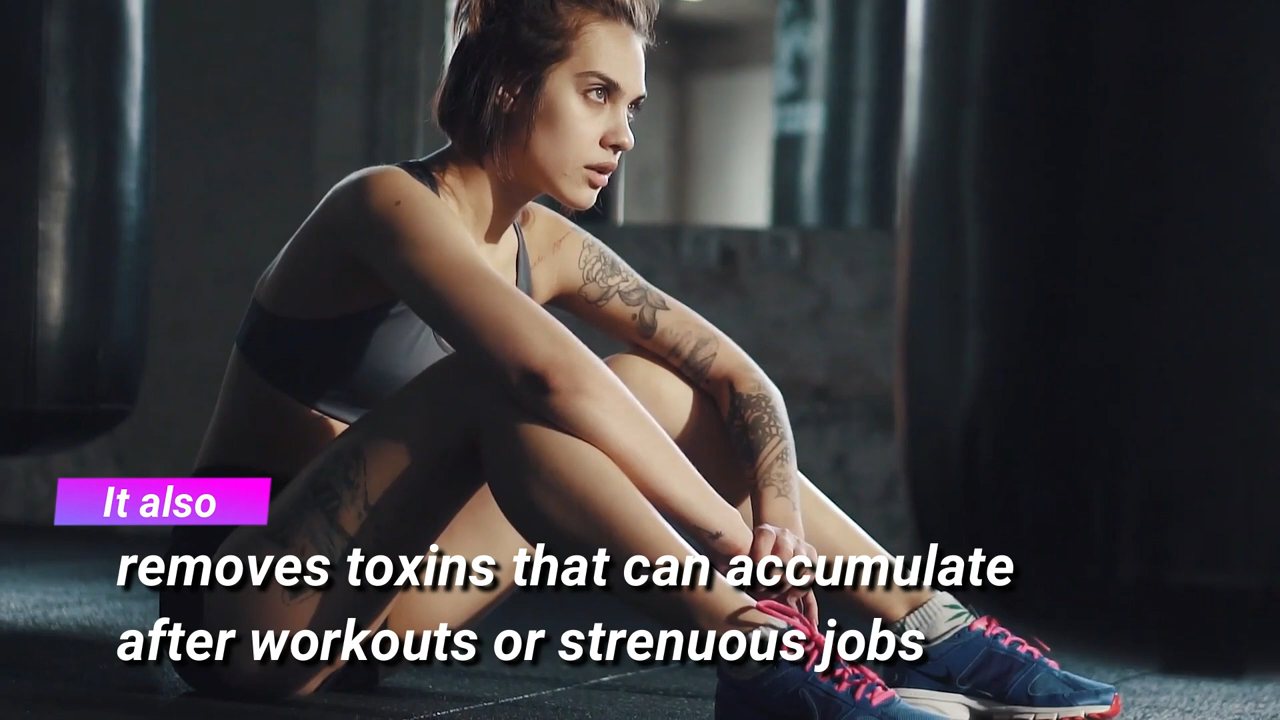 It also
removes toxins that can accumulate
after workouts or strenuous jobs